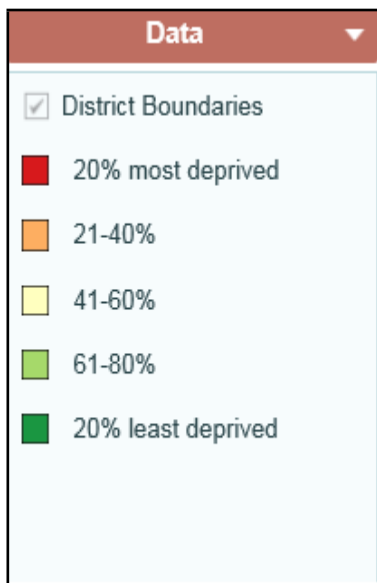 Data
District Boundaries
20% most deprived
21-40%
41-60%
61-80%
20% least deprived